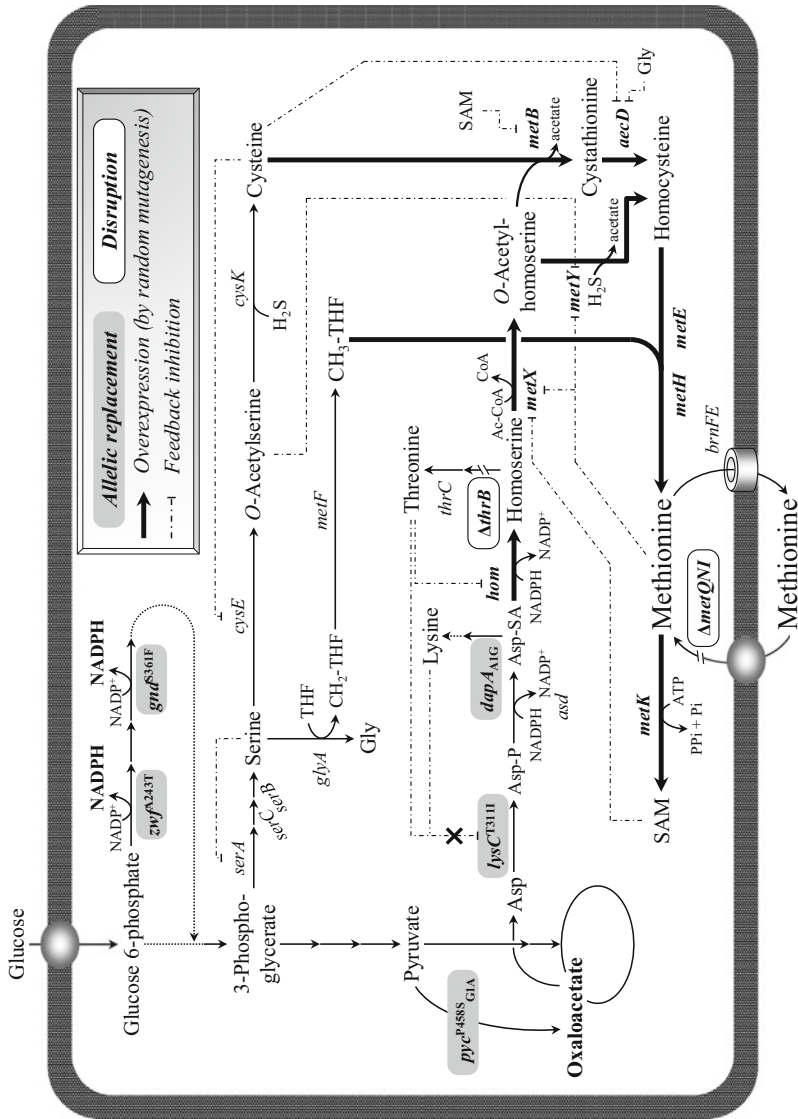 Glucose
Glucose 6-phosphate
NADP+
NADPH
zwfA243T
NADP+
NADPH
gndS361F
Allelic replacement
Disruption
Overexpression (by random mutagenesis)
Feedback inhibition
3-Phospho-
glycerate
serA
serC
serB
Serine
cysE
O-Acetylserine
cysK
H2S
Cysteine
glyA
THF
CH2-THF
Gly
metF
CH3-THF
Pyruvate
pycP458S G1A
Oxaloacetate
Asp
lysCT311I
Asp-P
NADPH
NADP+
asd
Asp-SA
dapA A1G
Lysine
hom
NADPH
NADP+
Homoserine
ΔthrB
thrC
Threonine
Ac-CoA
CoA
metX
O-Acetyl-
homoserine
SAM
metB
acetate
Cystathionine
aecD
Gly
metY
H2S
acetate
Homocysteine
metE
metH
Methionine
metK
ATP
PPi + Pi
SAM
brnFE
ΔmetQNI
Methionine